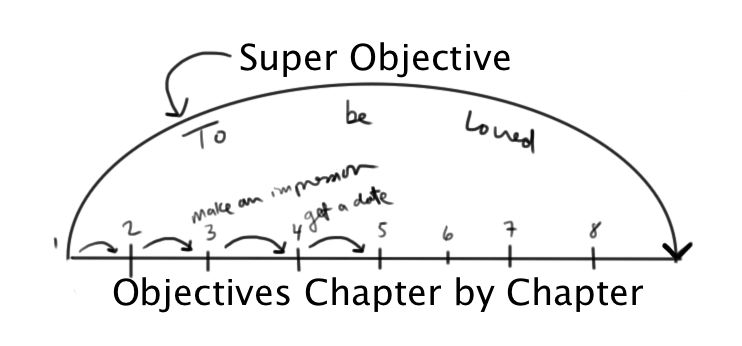 Super Objective
To be Loved
make an impression
get a date
1 2 3 4 5 6 7 8
Objectives Chapter by Chapter